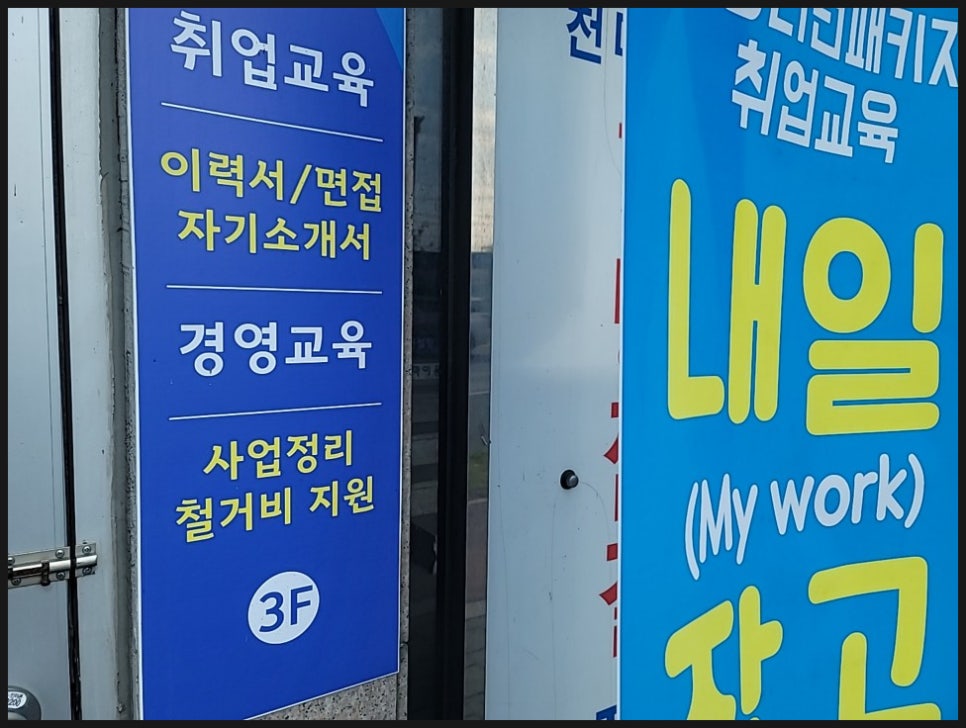 취업교육
이력서/면접
자기소개서
경영교육
사업정리
철거비 지원
3F
취업교육
내일
(My work)